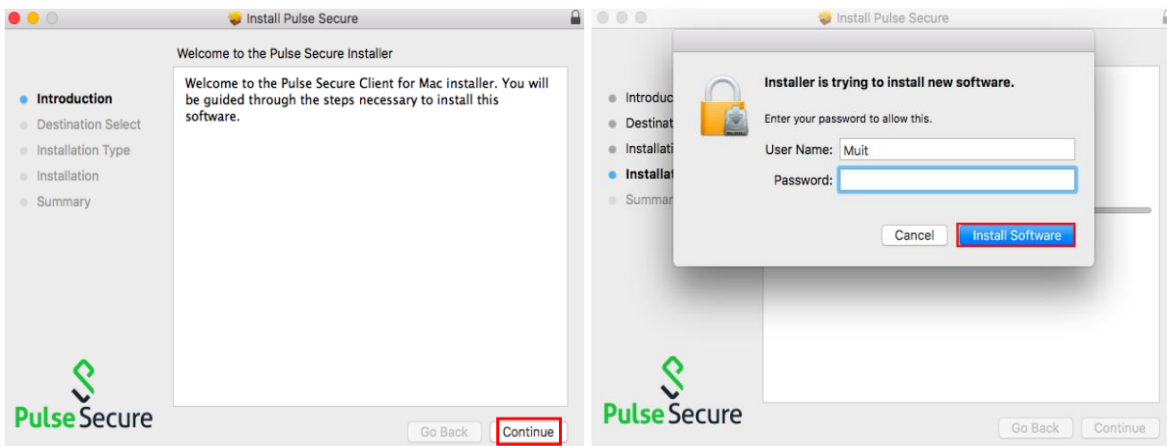 Install Pulse Secure
Welcome to the Pulse Secure Installer
Introduction
Destination Select
Installation Type
Installation
Summary
Welcome to the Pulse Secure Client for Mac installer. You will
be guided through the steps necessary to install this
software.
Pulse Secure
Go Back
Continue
Install Pulse Secure
Introduc
Destinat
Installati
Installat
Summar
Installer is trying to install new software.
Enter your password to allow this.
User Name: Muit
Password:
Cancel
Install Software
Pulse Secure
Go Back
Continue